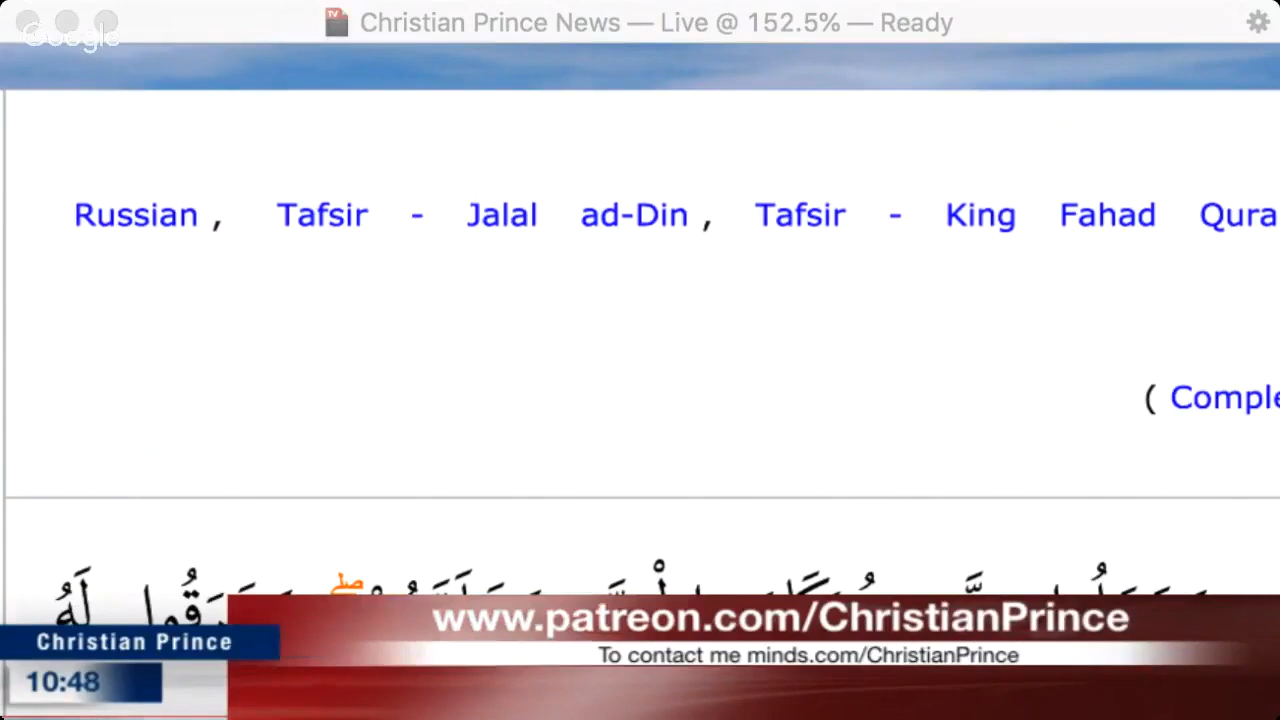 Christian Prince News — Live @ 152.5% — Ready
Google
Russian , Tafsir - Jalal ad-Din , Tafsir - King Fahad Qura
( Comple
لَهُ
www.patreon.com/ChristianPrince
Christian Prince
To contact me minds.com/ChristianPrince
10:48